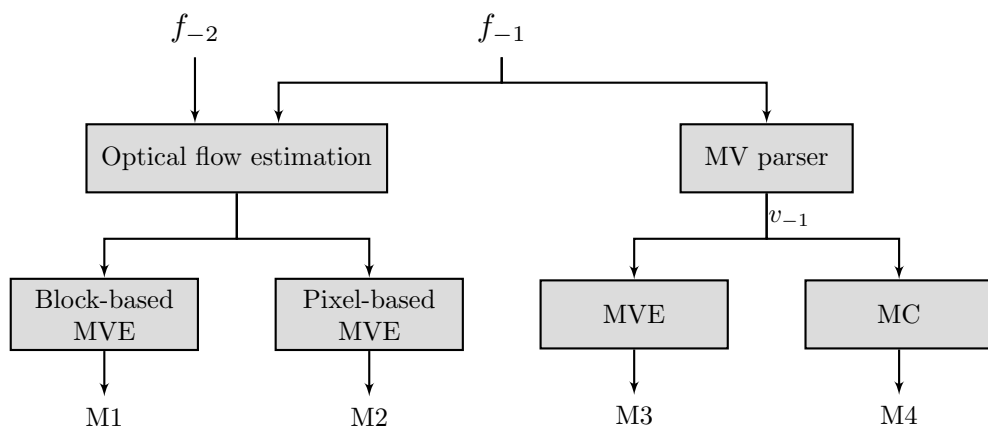 f₋₂
f₋₁
Optical flow estimation
MV parser
v₋₁
Block-based
MVE
Pixel-based
MVE
MVE
MC
M1
M2
M3
M4